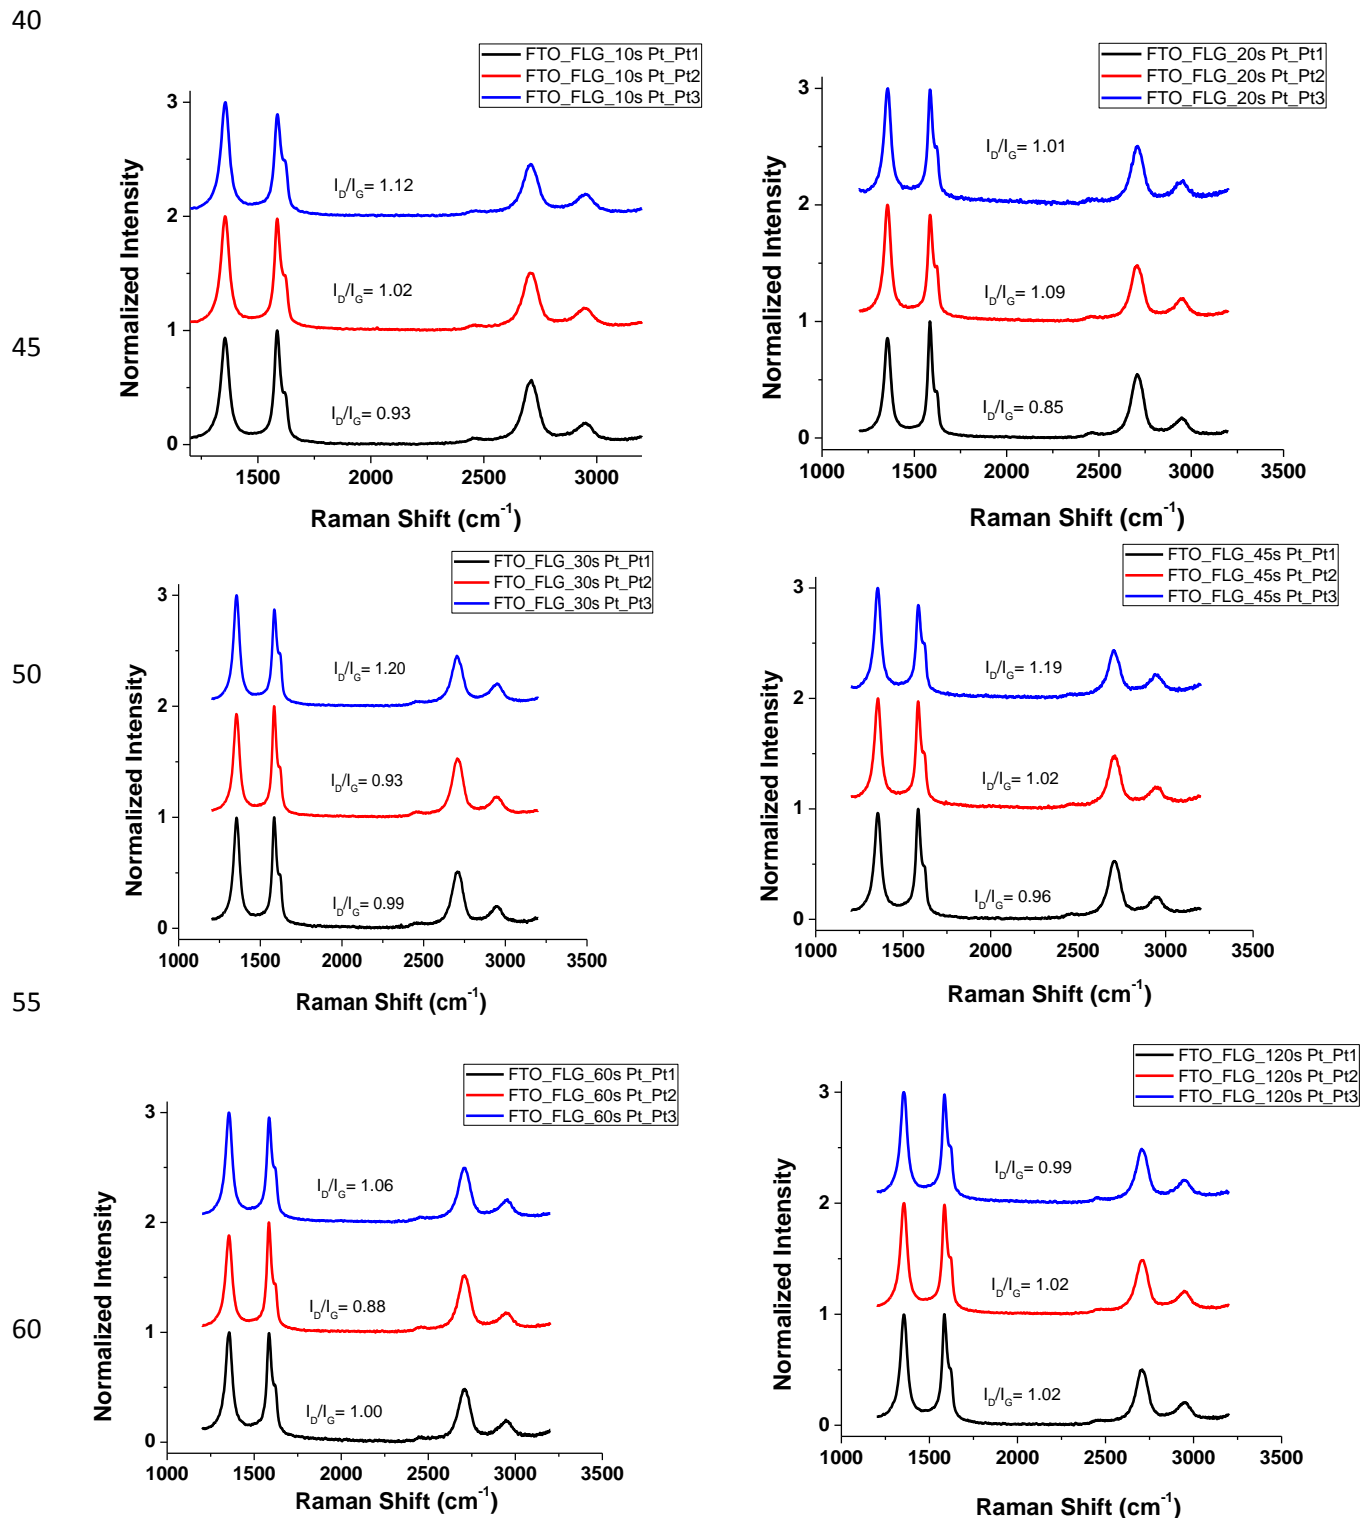 40
FTO_FLG_10s Pt_Pt1
FTO_FLG_10s Pt_Pt2
FTO_FLG_10s Pt_Pt3
3
2
1
0
I_D/I_G= 1.12
I_D/I_G= 1.02
I_D/I_G= 0.93
Normalized Intensity
1500 2000 2500 3000
Raman Shift (cm⁻¹)
FTO_FLG_20s Pt_Pt1
FTO_FLG_20s Pt_Pt2
FTO_FLG_20s Pt_Pt3
3
2
1
0
I_D/I_G= 1.01
I_D/I_G= 1.09
I_D/I_G= 0.85
Normalized Intensity
1000 1500 2000 2500 3000 3500
Raman Shift (cm⁻¹)
45
FTO_FLG_30s Pt_Pt1
FTO_FLG_30s Pt_Pt2
FTO_FLG_30s Pt_Pt3
3
2
1
0
I_D/I_G= 1.20
I_D/I_G= 0.93
I_D/I_G= 0.99
Normalized Intensity
1000 1500 2000 2500 3000 3500
Raman Shift (cm⁻¹)
FTO_FLG_45s Pt_Pt1
FTO_FLG_45s Pt_Pt2
FTO_FLG_45s Pt_Pt3
3
2
1
0
I_D/I_G= 1.19
I_D/I_G= 1.02
I_D/I_G= 0.96
Normalized Intensity
1000 1500 2000 2500 3000 3500
Raman Shift (cm⁻¹)
50
55
FTO_FLG_60s Pt_Pt1
FTO_FLG_60s Pt_Pt2
FTO_FLG_60s Pt_Pt3
3
2
1
0
I_D/I_G= 1.06
I_D/I_G= 0.88
I_D/I_G= 1.00
Normalized Intensity
1000 1500 2000 2500 3000 3500
Raman Shift (cm⁻¹)
FTO_FLG_120s Pt_Pt1
FTO_FLG_120s Pt_Pt2
FTO_FLG_120s Pt_Pt3
3
2
1
0
I_D/I_G= 0.99
I_D/I_G= 1.02
I_D/I_G= 1.02
Normalized Intensity
1000 1500 2000 2500 3000 3500
Raman Shift (cm⁻¹)
60